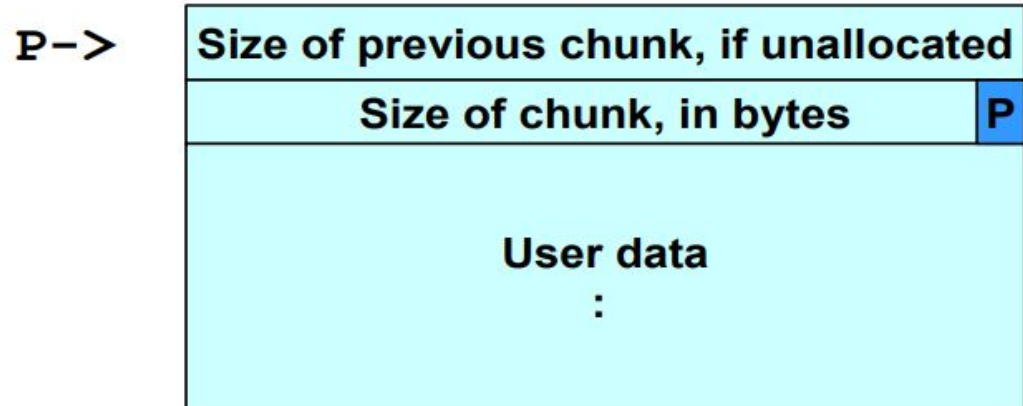 P-> Size of previous chunk, if unallocated
Size of chunk, in bytes P
User data
: